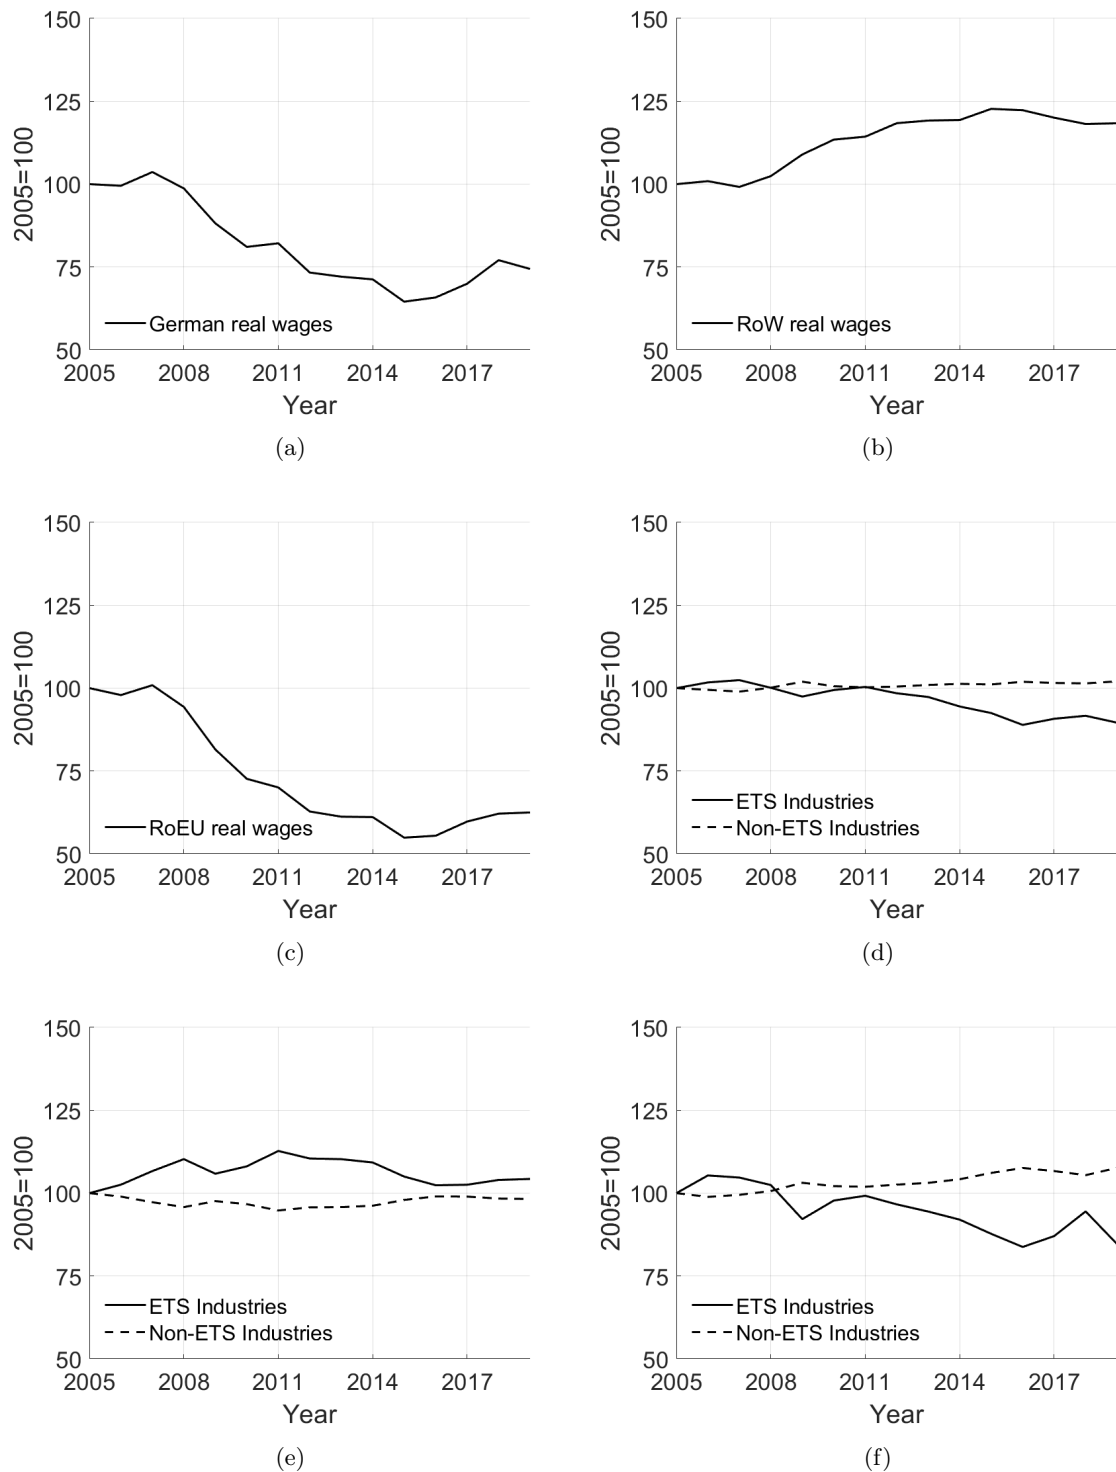 150
125
100
75
50
2005=100
German real wages
2005 2008 2011 2014 2017
Year
(a)
150
125
100
75
50
2005=100
RoW real wages
2005 2008 2011 2014 2017
Year
(b)
150
125
100
75
50
2005=100
RoEU real wages
2005 2008 2011 2014 2017
Year
(c)
150
125
100
75
50
2005=100
ETS Industries
Non-ETS Industries
2005 2008 2011 2014 2017
Year
(d)
150
125
100
75
50
2005=100
ETS Industries
Non-ETS Industries
2005 2008 2011 2014 2017
Year
(e)
150
125
100
75
50
2005=100
ETS Industries
Non-ETS Industries
2005 2008 2011 2014 2017
Year
(f)